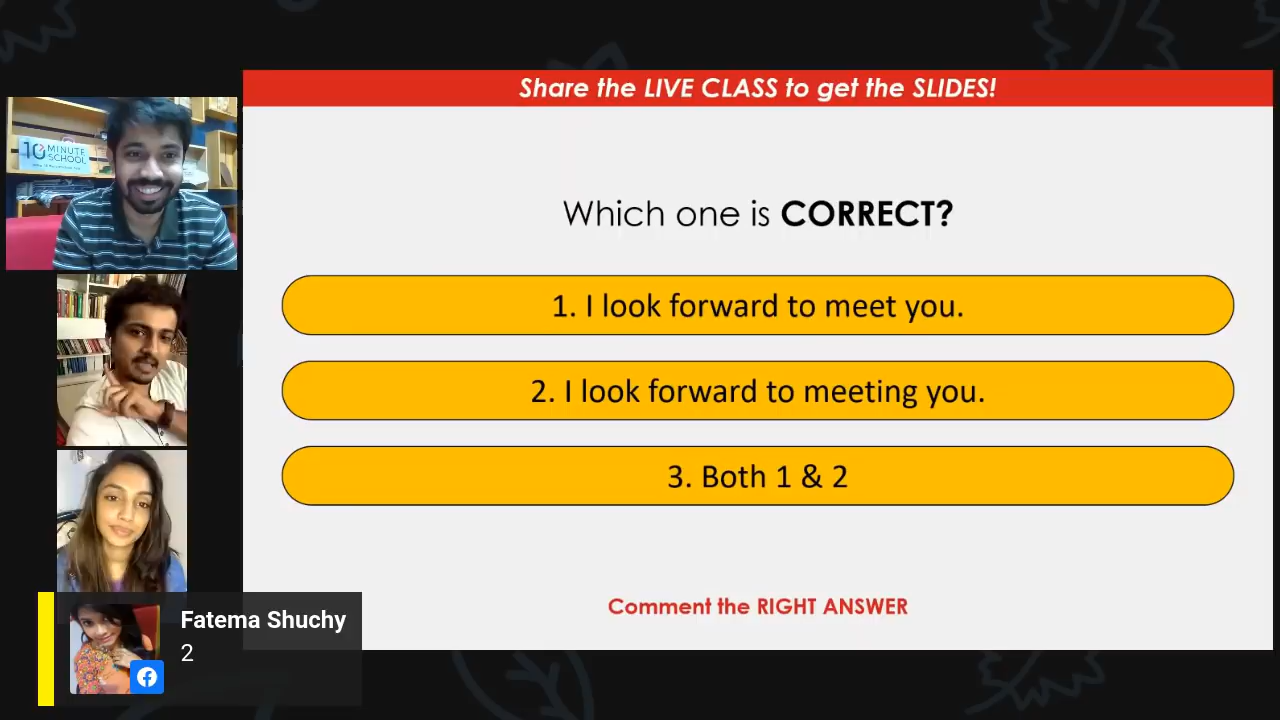 Share the LIVE CLASS to get the SLIDES!
10 MINUTE
SCHOOL
Which one is CORRECT?
1. I look forward to meet you.
2. I look forward to meeting you.
3. Both 1 & 2
Comment the RIGHT ANSWER
Fatema Shuchy
2